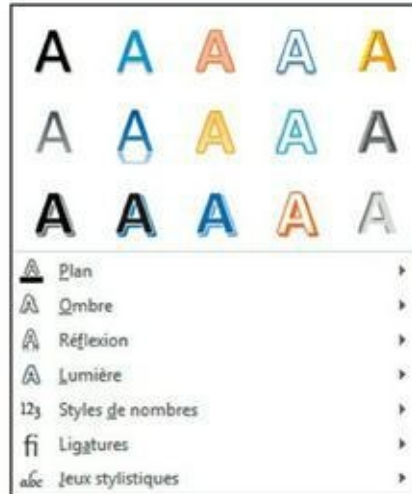 A A A A A
A A A A A
A A A A A
A Plan
A Ombre
A Réflexion
A Lumière
123 Styles de nombres
fi Ligatures
abc Jeux stylistiques